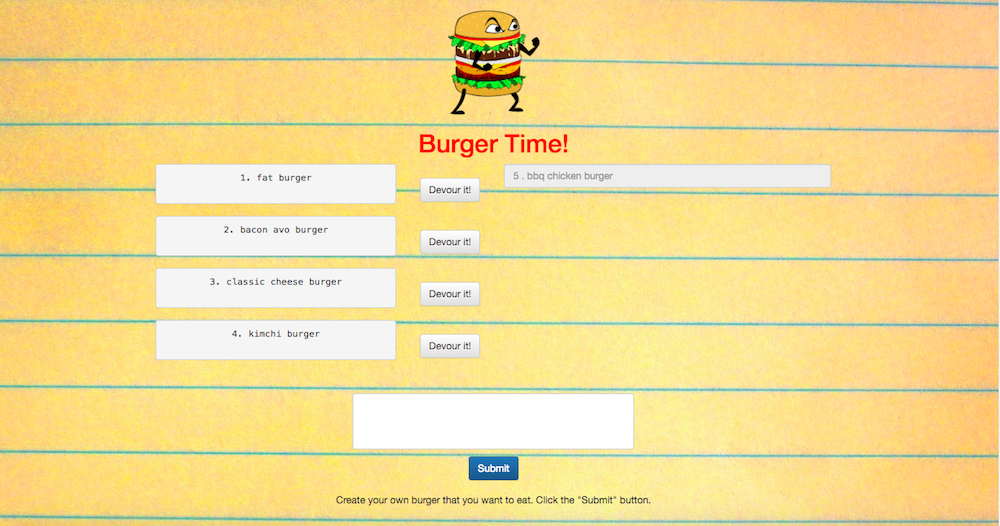 Burger Time!
1. fat burger
Devour it!
5 . bbq chicken burger
2. bacon avo burger
Devour it!
3. classic cheese burger
Devour it!
4. kimchi burger
Devour it!
Submit
Create your own burger that you want to eat. Click the "Submit" button.